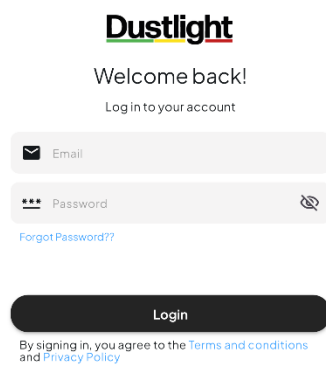 Dustlight
Welcome back!
Log in to your account
Email
*** Password
Forgot Password??
Login
By signing in, you agree to the Terms and conditions
and Privacy Policy